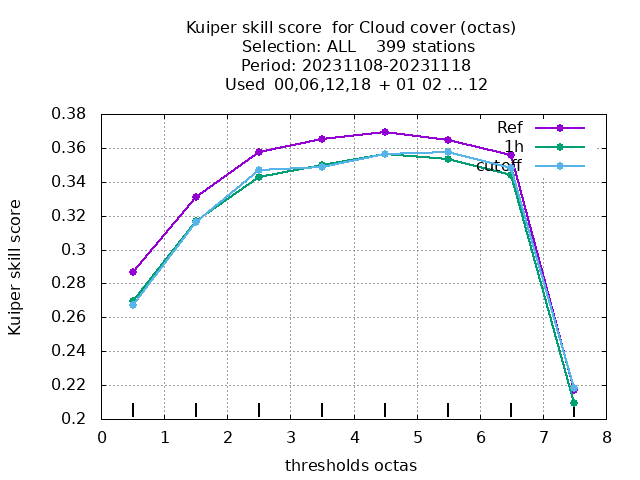 Kuiper skill score  for Cloud cover (octas)
Selection: ALL    399 stations
Period: 20231108-20231118
Used  00,06,12,18  + 01 02 ... 12
Kuiper skill score
0.38
0.36
0.34
0.32
0.3
0.28
0.26
0.24
0.22
0.2
Ref
1h
cutoff
0 1 2 3 4 5 6 7 8
thresholds octas